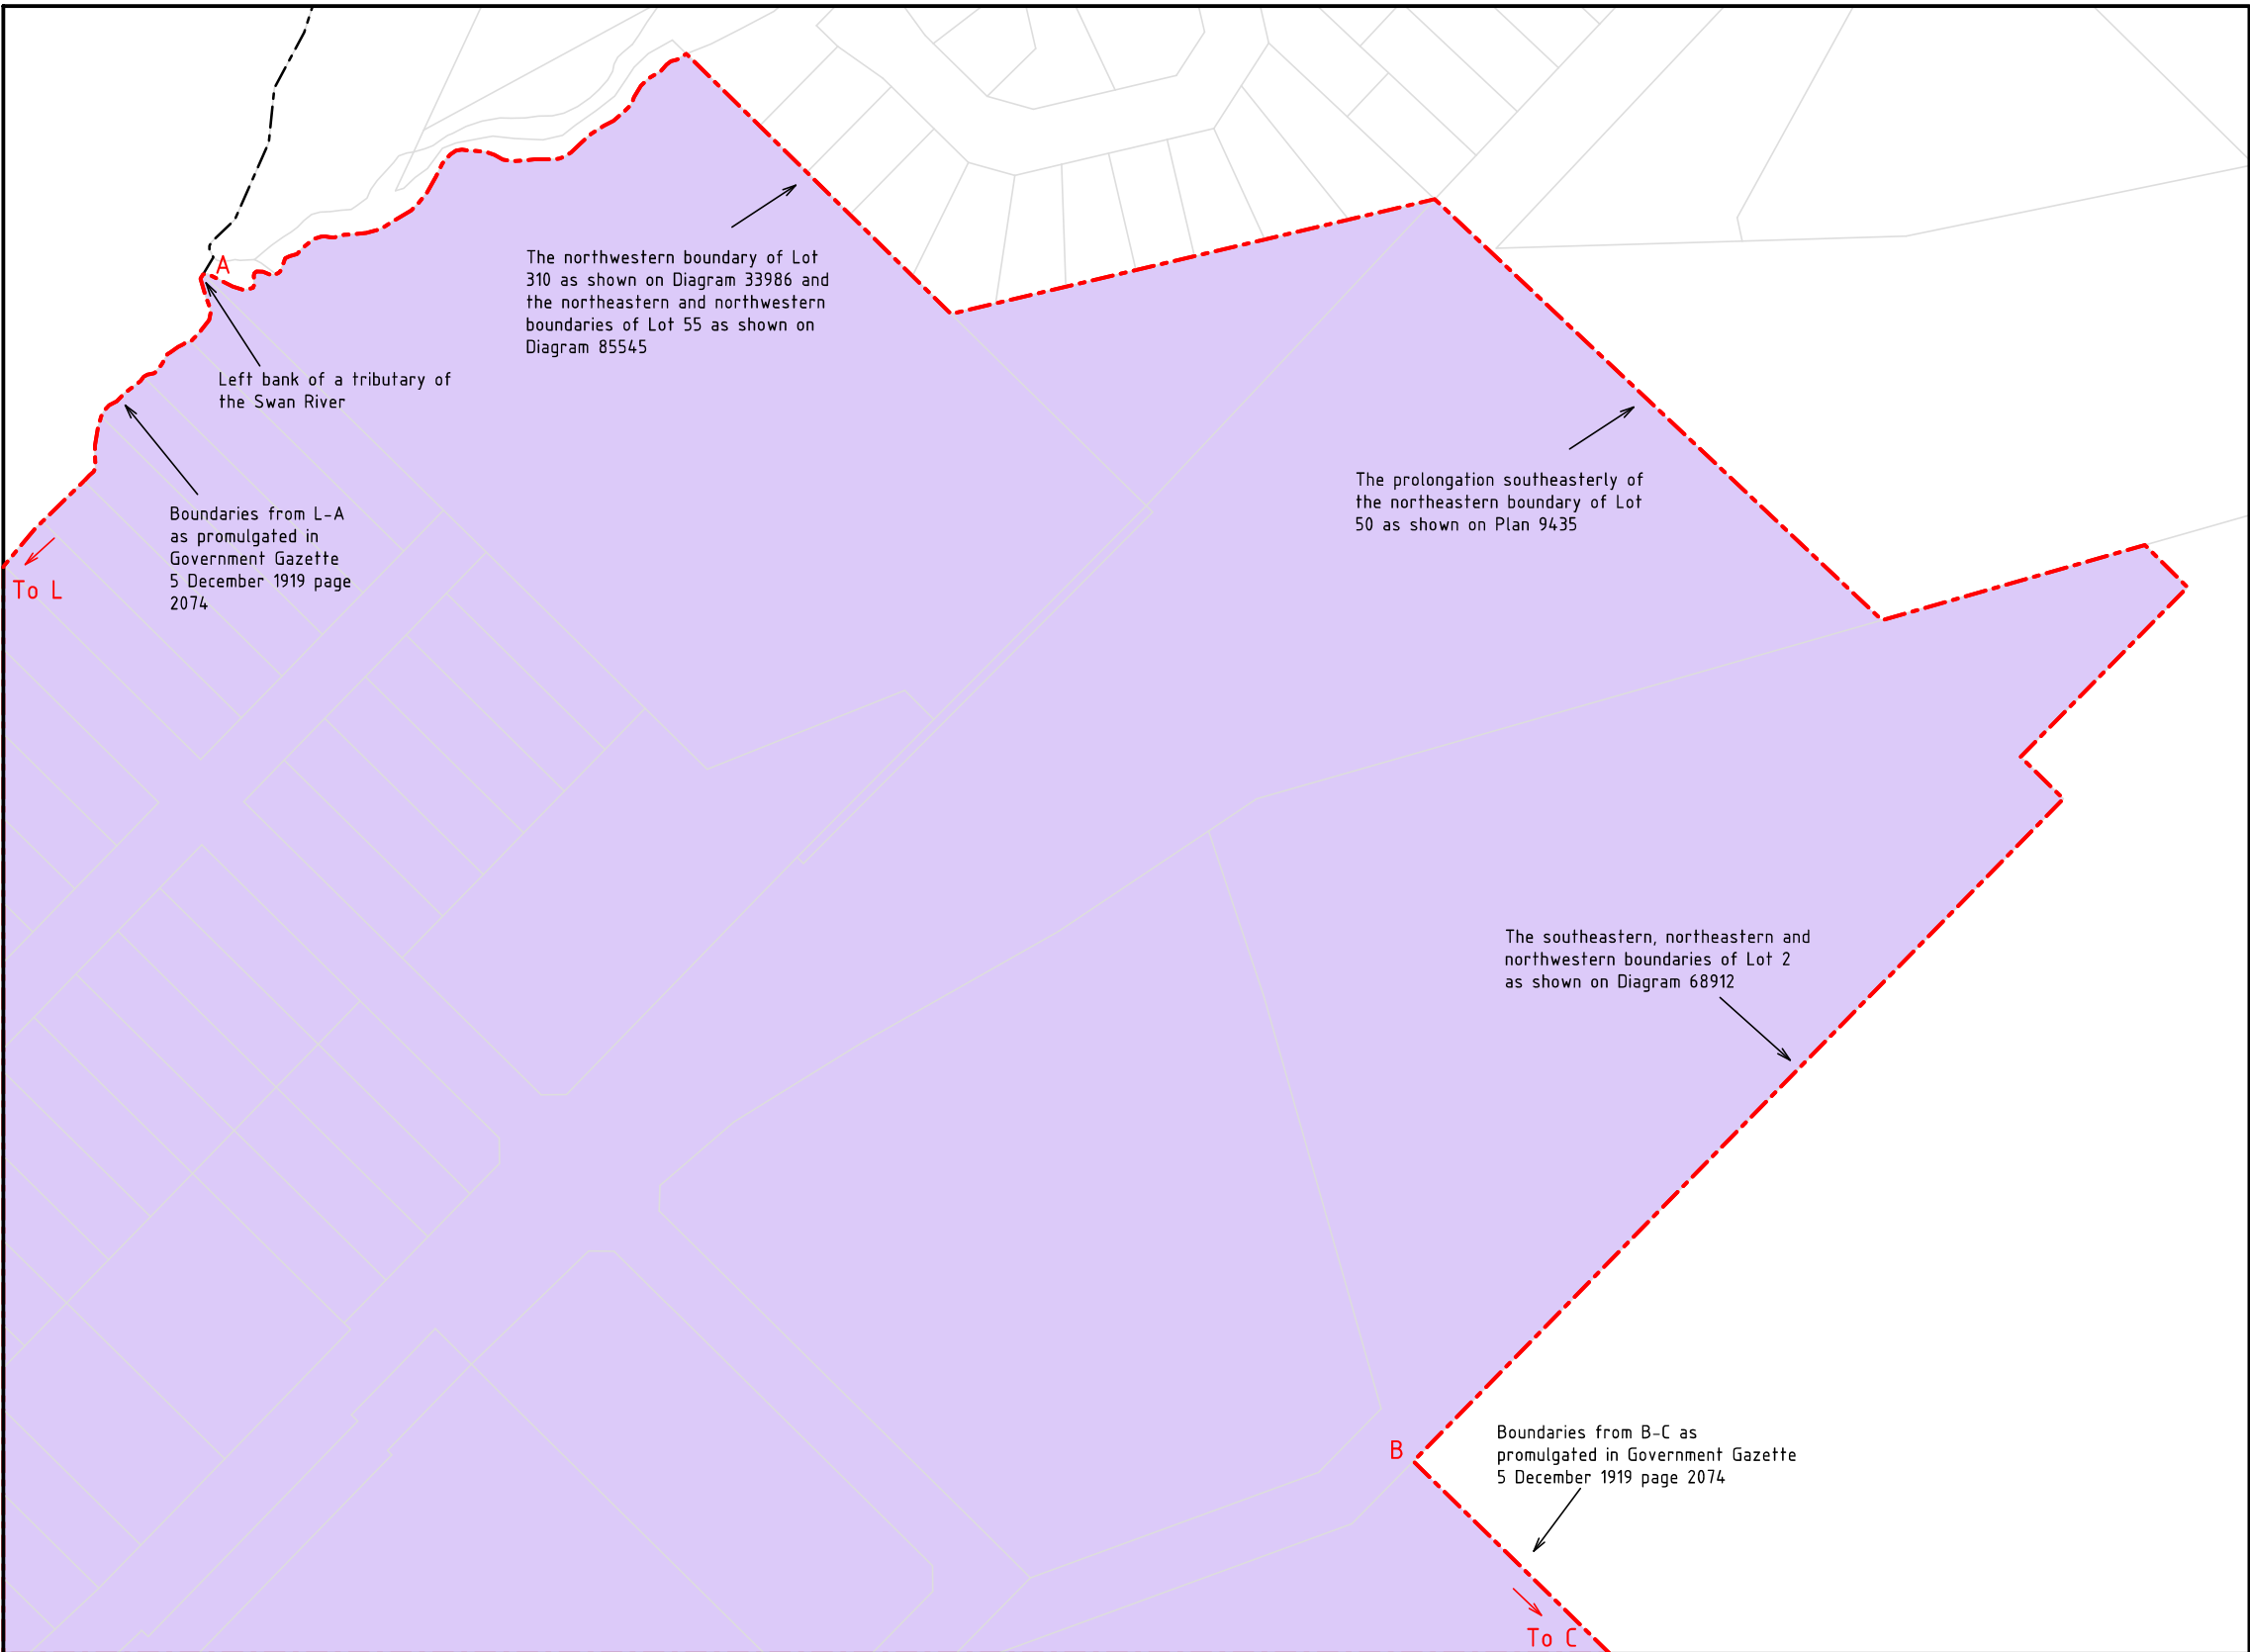 A
The northwestern boundary of Lot
310 as shown on Diagram 33986 and
the northeastern and northwestern
boundaries of Lot 55 as shown on
Diagram 85545
Left bank of a tributary of
the Swan River
Boundaries from L-A
as promulgated in
Government Gazette
5 December 1919 page
2074
To L
The prolongation southeasterly of
the northeastern boundary of Lot
50 as shown on Plan 9435
The southeastern, northeastern and
northwestern boundaries of Lot 2
as shown on Diagram 68912
B
Boundaries from B-C as
promulgated in Government Gazette
5 December 1919 page 2074
To C